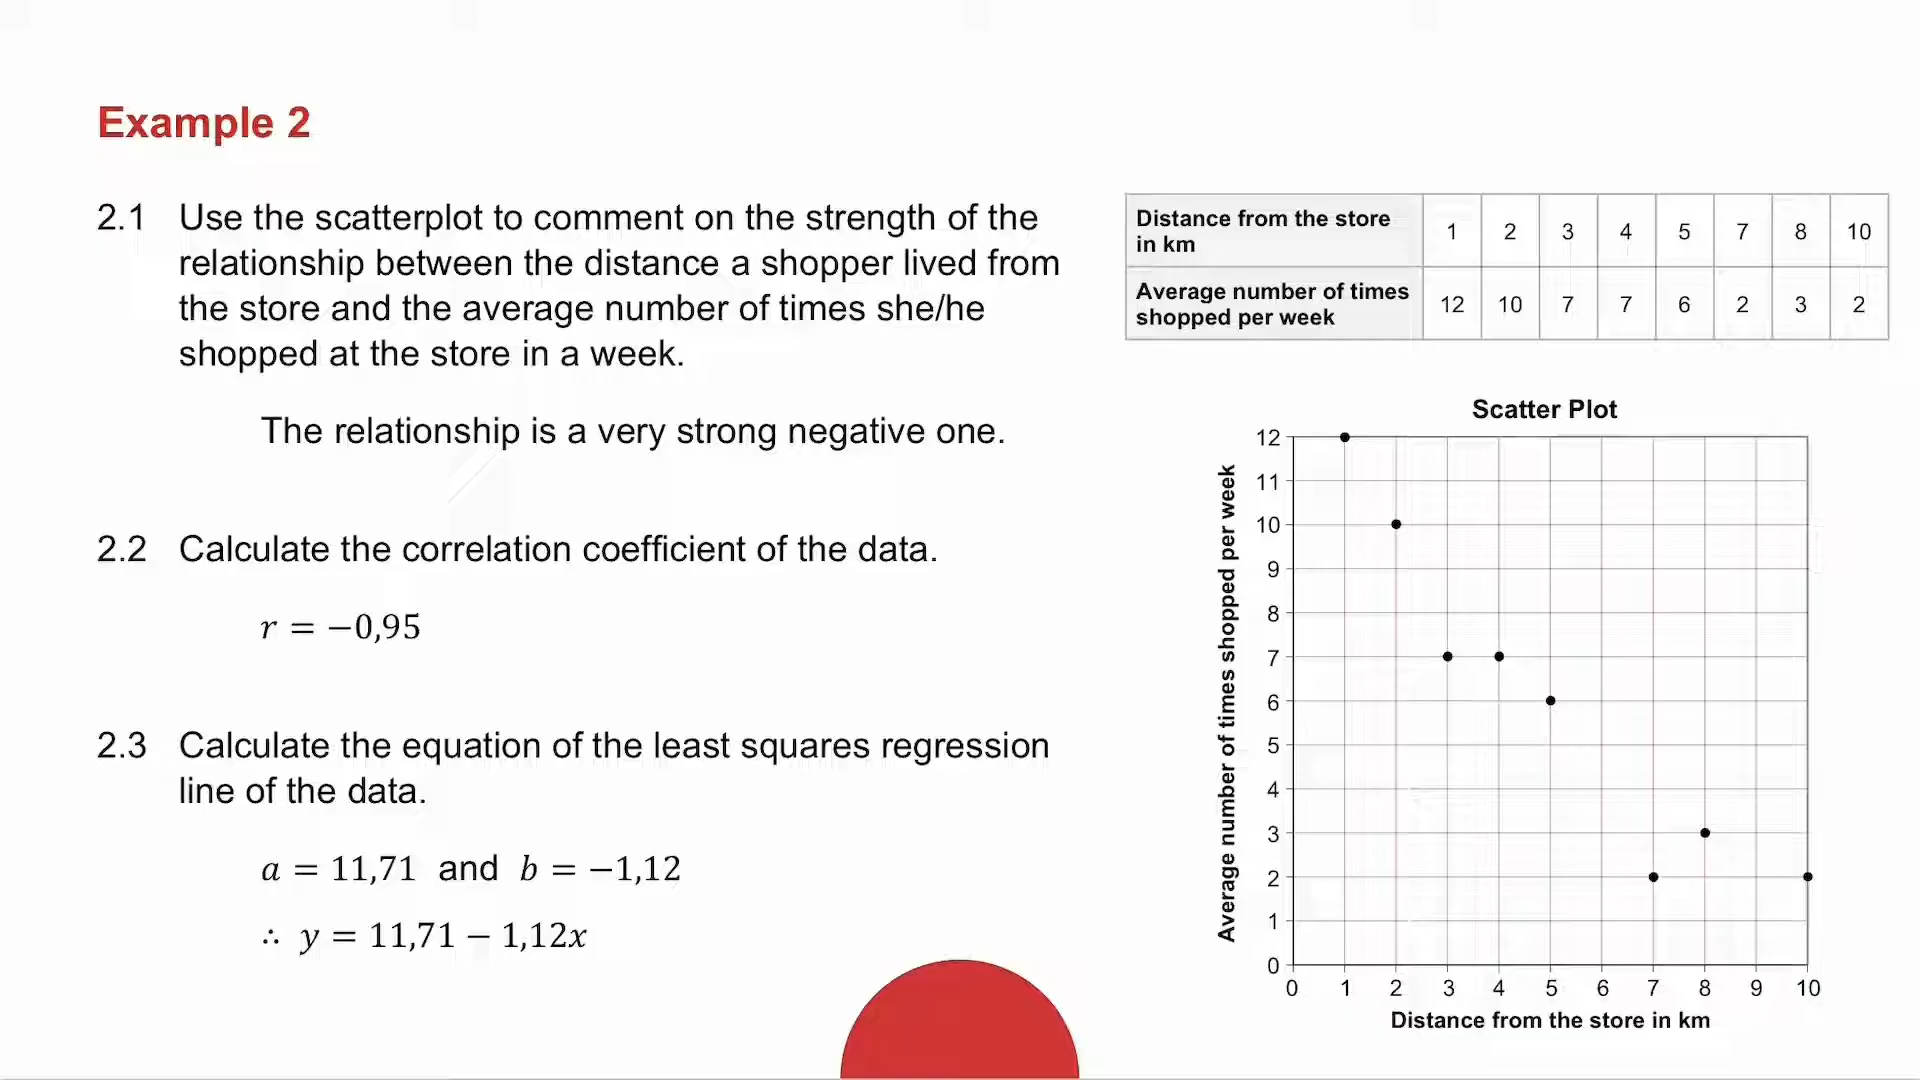 Example 2
2.1 Use the scatterplot to comment on the strength of the
relationship between the distance a shopper lived from
the store and the average number of times she/he
shopped at the store in a week.
The relationship is a very strong negative one.
2.2 Calculate the correlation coefficient of the data.
r = −0,95
2.3 Calculate the equation of the least squares regression
line of the data.
a = 11,71 and b = −1,12
∴ y = 11,71 − 1,12x
Distance from the store
in km
1 2 3 4 5 7 8 10
Average number of times
shopped per week
12 10 7 7 6 2 3 2
Scatter Plot
Average number of times shopped per week
12
11
10
9
8
7
6
5
4
3
2
1
0
0 1 2 3 4 5 6 7 8 9 10
Distance from the store in km